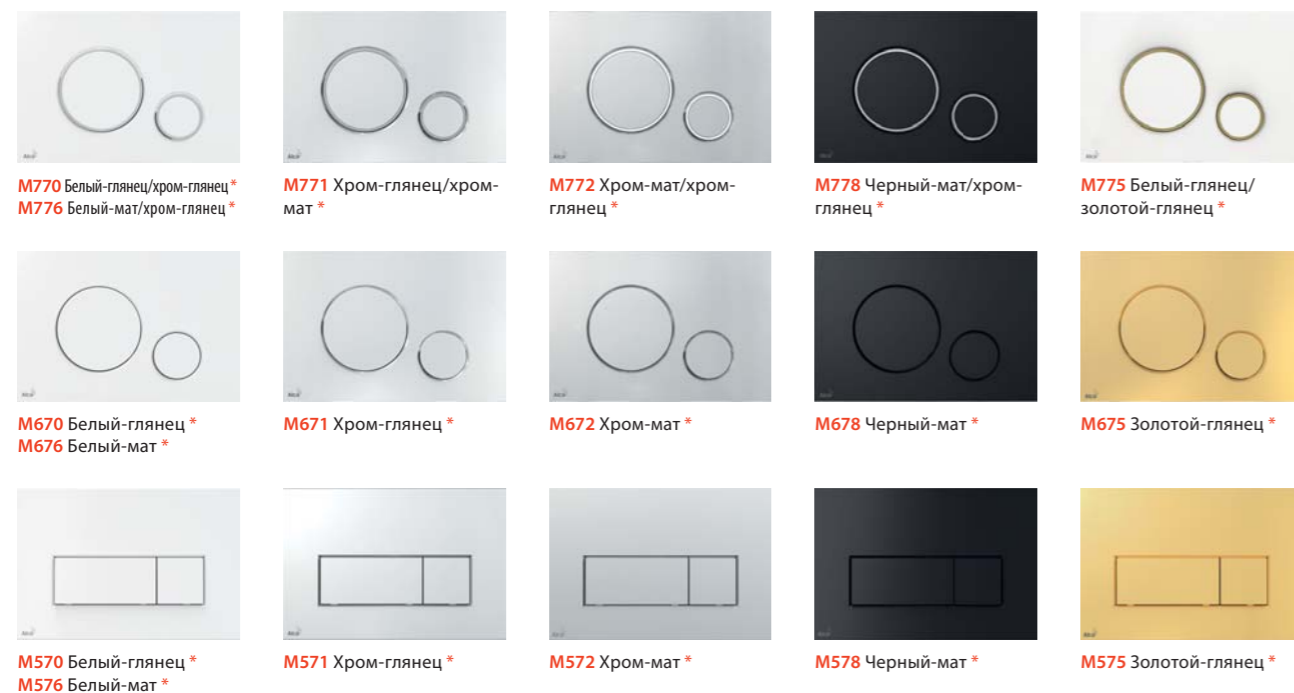 M770 Белый-глянец/хром-глянец *
M776 Белый-мат/хром-глянец *
M771 Хром-глянец/хром-
мат *
M772 Хром-мат/хром-
глянец *
M778 Черный-мат/хром-
глянец *
M775 Белый-глянец/
золотой-глянец *
M670 Белый-глянец *
M676 Белый-мат *
M671 Хром-глянец *
M672 Хром-мат *
M678 Черный-мат *
M675 Золотой-глянец *
M570 Белый-глянец *
M576 Белый-мат *
M571 Хром-глянец *
M572 Хром-мат *
M578 Черный-мат *
M575 Золотой-глянец *